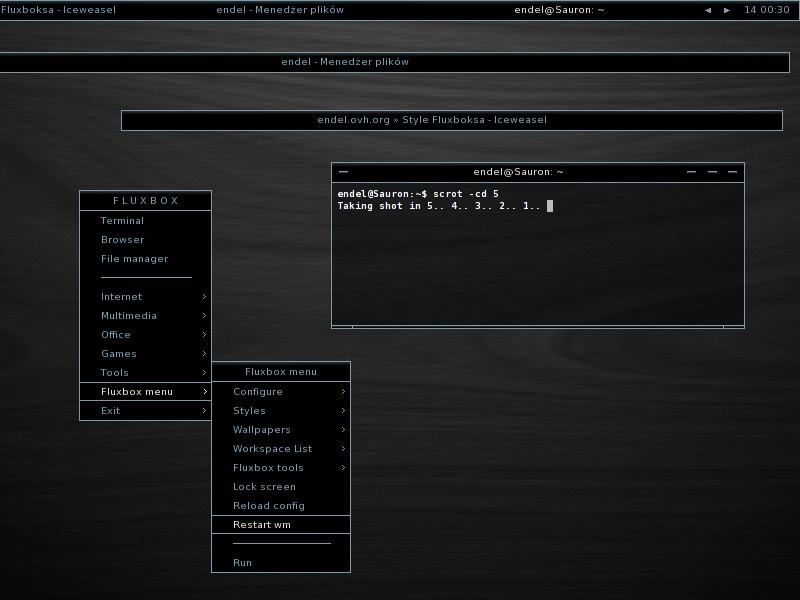 Fluxboksa - Iceweasel
endel - Menedżer plików
endel@Sauron: ~
14 00:30
endel - Menedżer plików
endel.ovh.org » Style Fluxboksa - Iceweasel
endel@Sauron: ~
endel@Sauron:~$ scrot -cd 5
Taking shot in 5.. 4.. 3.. 2.. 1..
FLUXBOX
Terminal
Browser
File manager
Internet
Multimedia
Office
Games
Tools
Fluxbox menu
Exit
Fluxbox menu
Configure
Styles
Wallpapers
Workspace List
Fluxbox tools
Lock screen
Reload config
Restart wm
Run